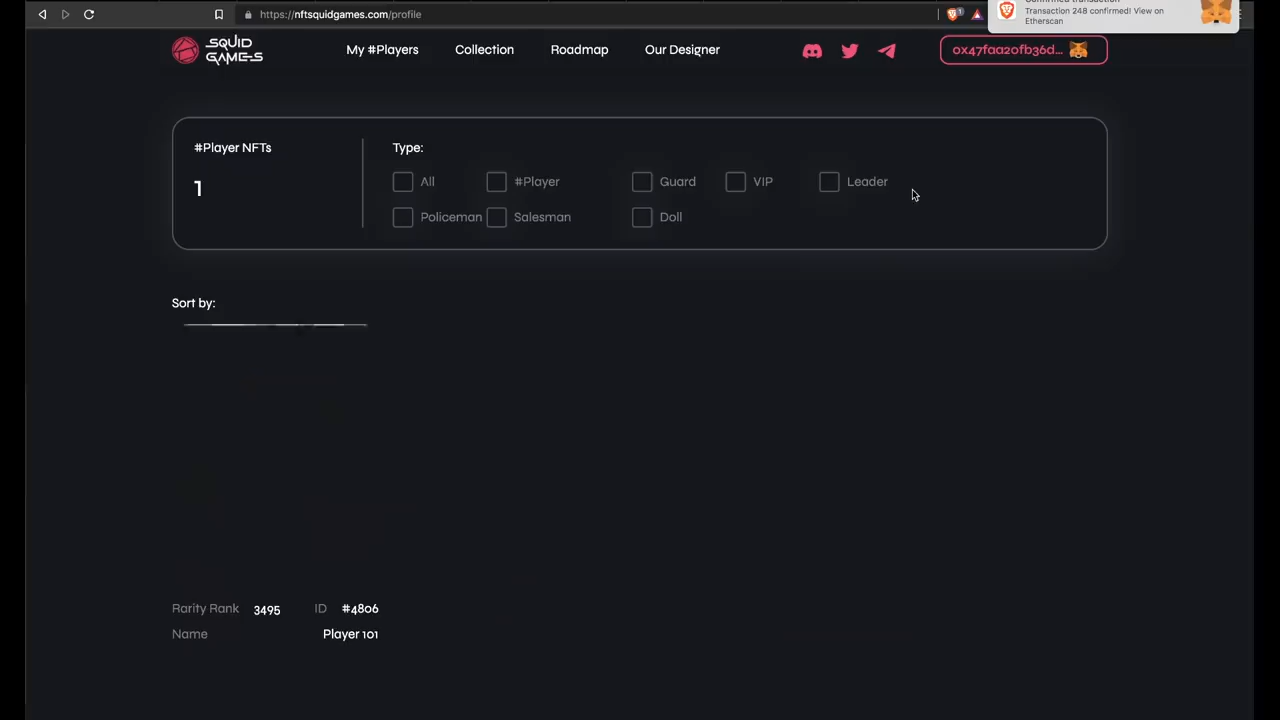 https://nftsquidgames.com/profile
Confirmed transaction
Transaction 248 confirmed! View on
Etherscan
SQUID
GAMES
My #Players
Collection
Roadmap
Our Designer
0x47faa20fb36d...
#Player NFTs
1
Type:
All
#Player
Guard
VIP
Leader
Policeman
Salesman
Doll
Sort by:
Rarity Rank 3495 ID #4806
Name Player 101